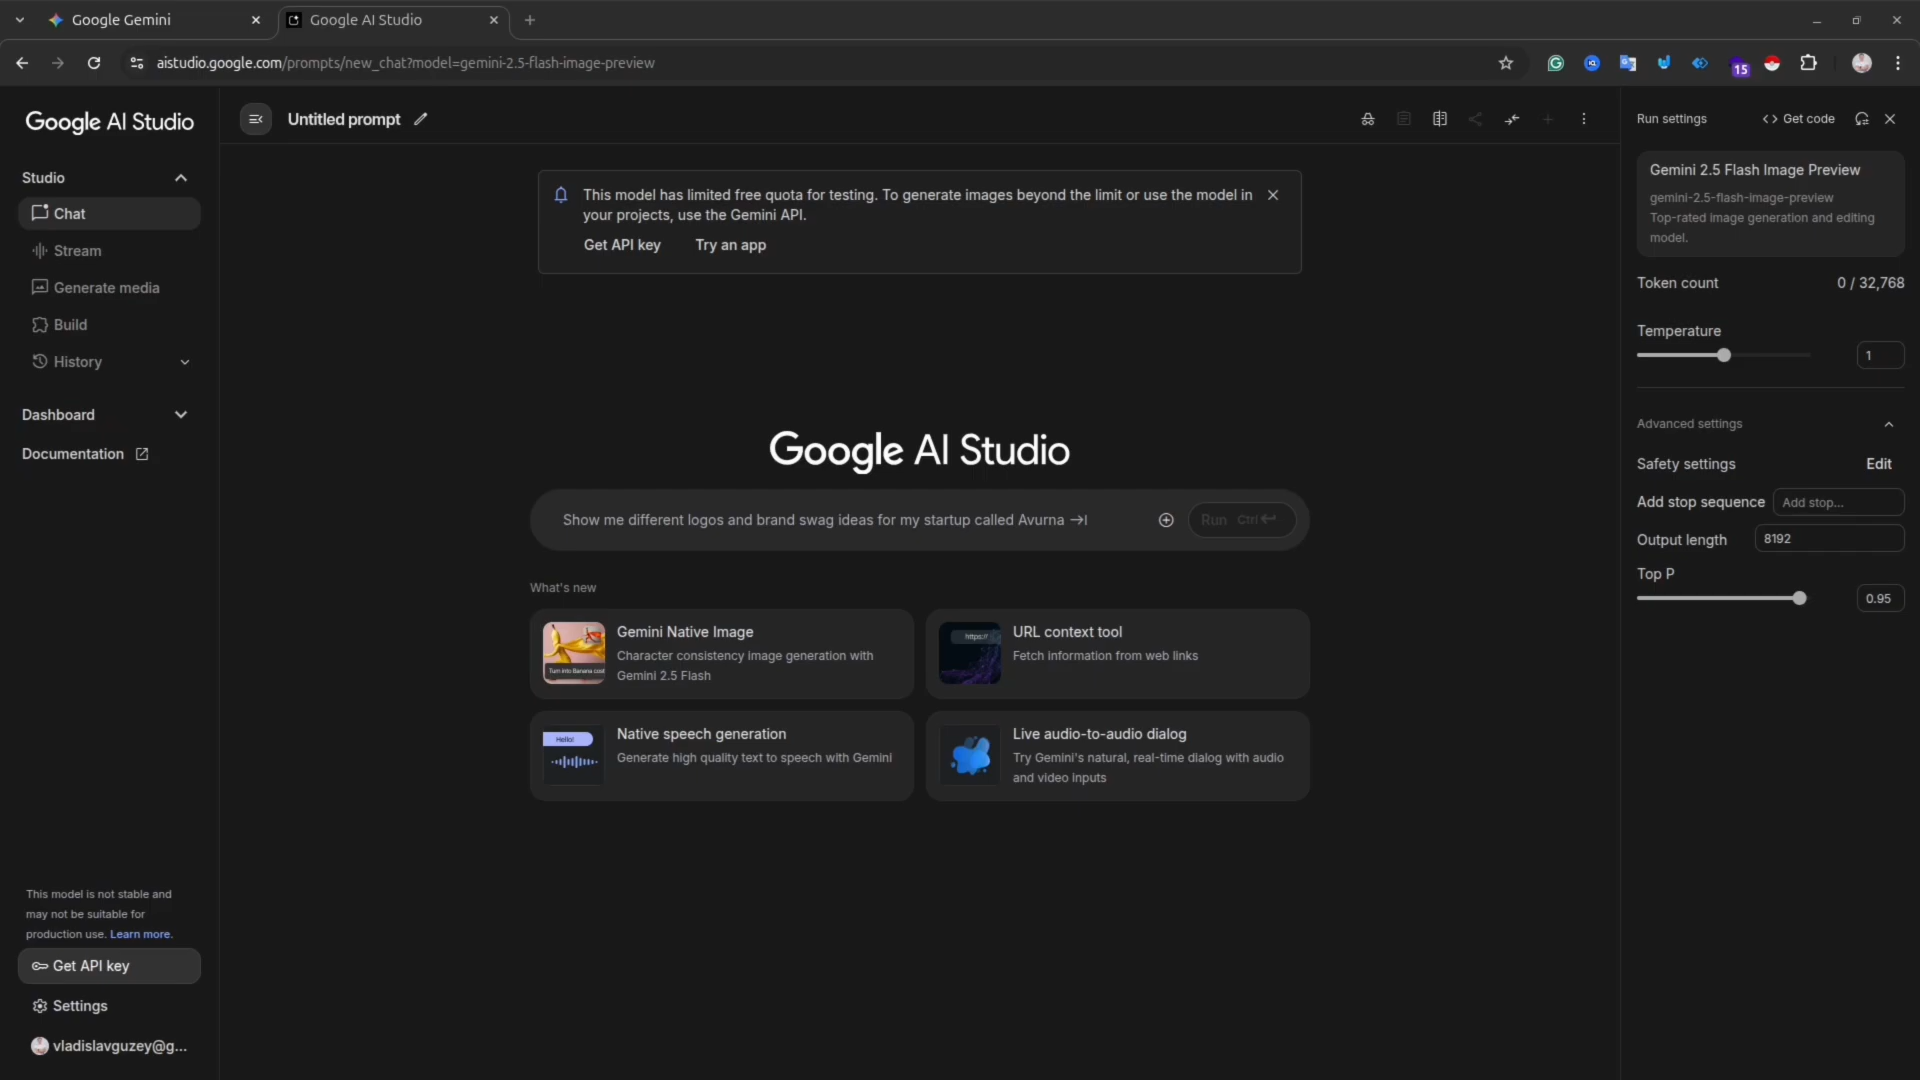 Google Gemini
Google AI Studio
aistudio.google.com/prompts/new_chat?model=gemini-2.5-flash-image-preview
15
Google AI Studio
Studio
Chat
Stream
Generate media
Build
History
Dashboard
Documentation
This model is not stable and
may not be suitable for
production use. Learn more.
Get API key
Settings
vladislavguzey@g...
Untitled prompt
This model has limited free quota for testing. To generate images beyond the limit or use the model in
your projects, use the Gemini API.
Get API key Try an app
Google AI Studio
Show me different logos and brand swag ideas for my startup called Avurna
Run Ctrl
What's new
Turn into Banana cost
Gemini Native Image
Character consistency image generation with
Gemini 2.5 Flash
https://
URL context tool
Fetch information from web links
Hello!
Native speech generation
Generate high quality text to speech with Gemini
Live audio-to-audio dialog
Try Gemini's natural, real-time dialog with audio
and video inputs
Run settings
<> Get code
Gemini 2.5 Flash Image Preview
gemini-2.5-flash-image-preview
Top-rated image generation and editing
model.
Token count 0 / 32,768
Temperature
1
Advanced settings
Safety settings Edit
Add stop sequence Add stop...
Output length 8192
Top P
0.95